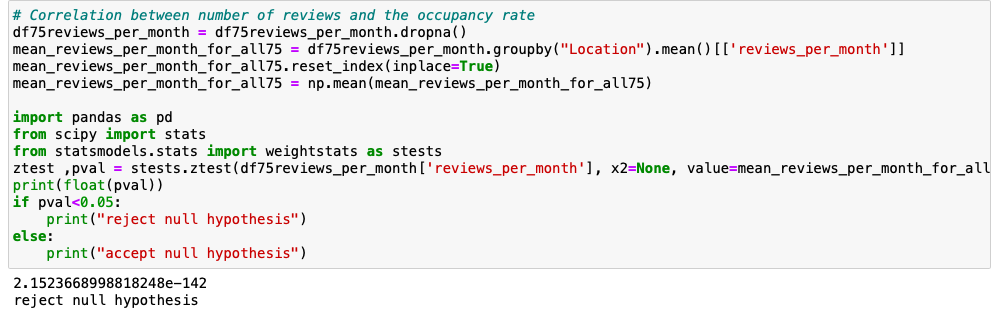 # Correlation between number of reviews and the occupancy rate
df75reviews_per_month = df75reviews_per_month.dropna()
mean_reviews_per_month_for_all75 = df75reviews_per_month.groupby("Location").mean()[['reviews_per_month']]
mean_reviews_per_month_for_all75.reset_index(inplace=True)
mean_reviews_per_month_for_all75 = np.mean(mean_reviews_per_month_for_all75)
import pandas as pd
from scipy import stats
from statsmodels.stats import weightstats as stests
ztest ,pval = stests.ztest(df75reviews_per_month['reviews_per_month'], x2=None, value=mean_reviews_per_month_for_all
print(float(pval))
if pval<0.05:
    print("reject null hypothesis")
else:
    print("accept null hypothesis")
2.1523668998818248e-142
reject null hypothesis